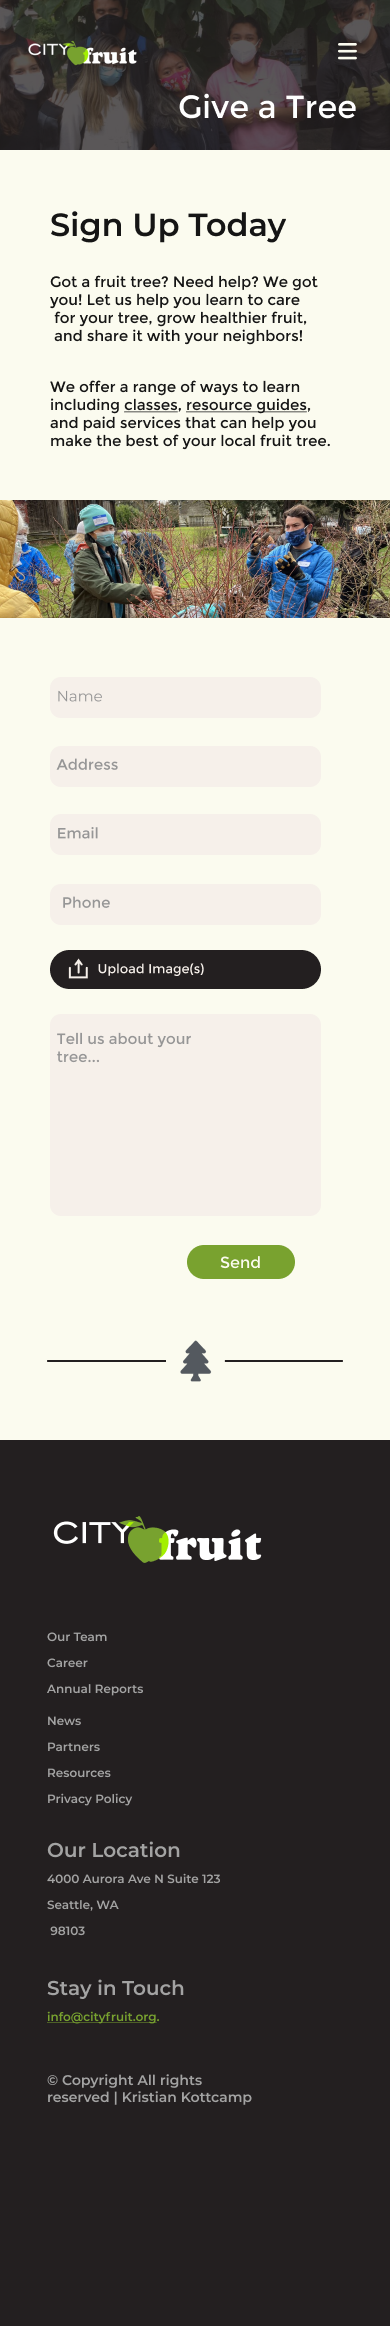 CITY fruit
Give a Tree
Sign Up Today
Got a fruit tree? Need help? We got
you! Let us help you learn to care
for your tree, grow healthier fruit,
and share it with your neighbors!
We offer a range of ways to learn
including classes, resource guides,
and paid services that can help you
make the best of your local fruit tree.
Name
Address
Email
Phone
Upload Image(s)
Tell us about your
tree...
Send
CITY fruit
Our Team
Career
Annual Reports
News
Partners
Resources
Privacy Policy
Our Location
4000 Aurora Ave N Suite 123
Seattle, WA
98103
Stay in Touch
info@cityfruit.org.
© Copyright All rights
reserved | Kristian Kottcamp